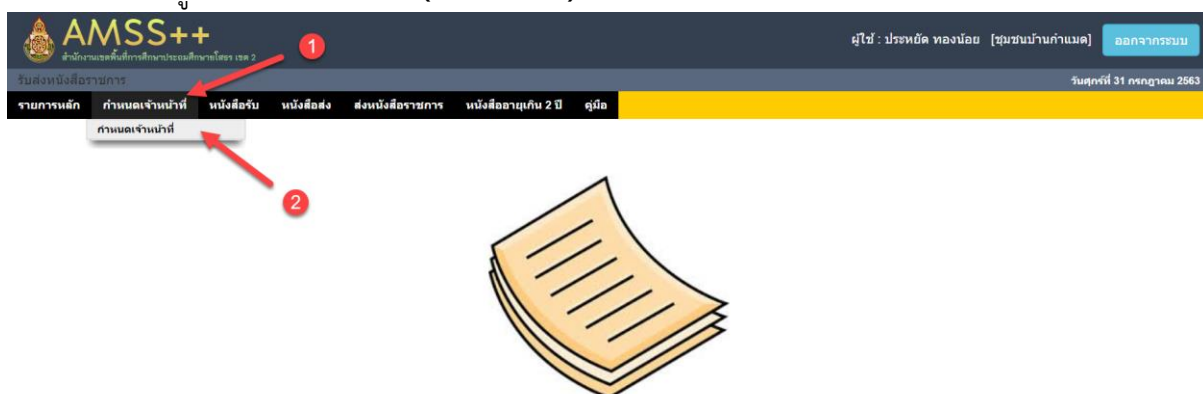 AMSS++
สำนักงานเขตพื้นที่การศึกษาประถมศึกษายโสธร เขต 2
1
ผู้ใช้ : ประหยัด ทองน้อย [ชุมชนบ้านกำแมด]
ออกจากระบบ
รับส่งหนังสือราชการ
วันศุกร์ที่ 31 กรกฎาคม 2563
รายการหลัก กำหนดเจ้าหน้าที่ หนังสือรับ หนังสือส่ง ส่งหนังสือราชการ หนังสืออายุเกิน 2 ปี คู่มือ
กำหนดเจ้าหน้าที่
2